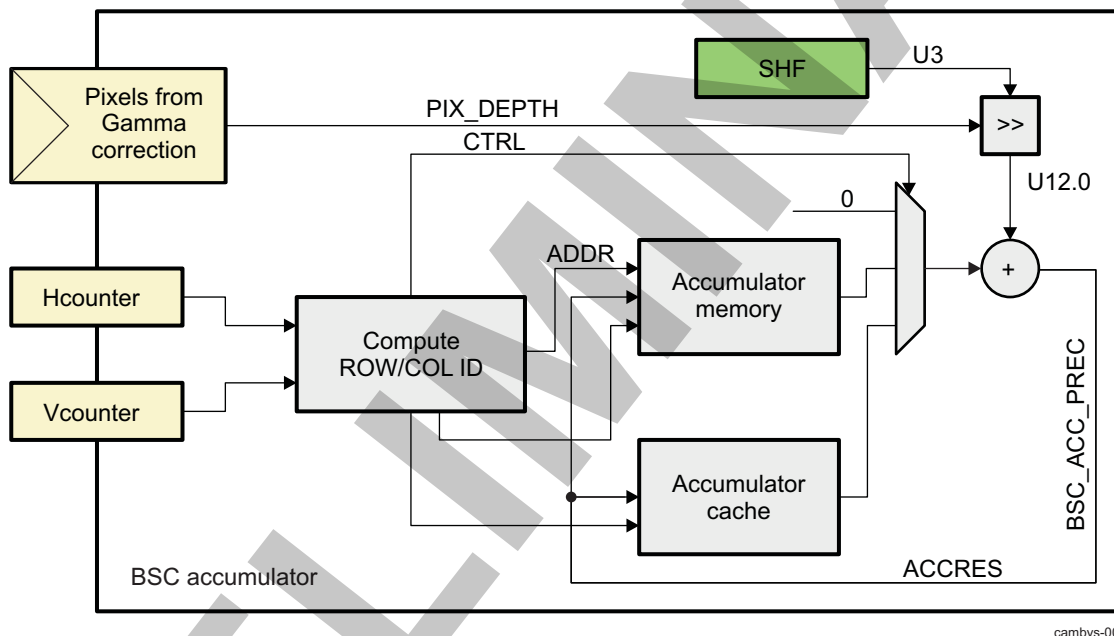 SHF
U3
Pixels from
Gamma
correction
PIX_DEPTH
>>
CTRL
U12.0
0
ADDR
Accumulator
memory
+
Hcounter
Compute
ROW/COL ID
Vcounter
Accumulator
cache
BSC_ACC_PREC
ACCRES
BSC accumulator